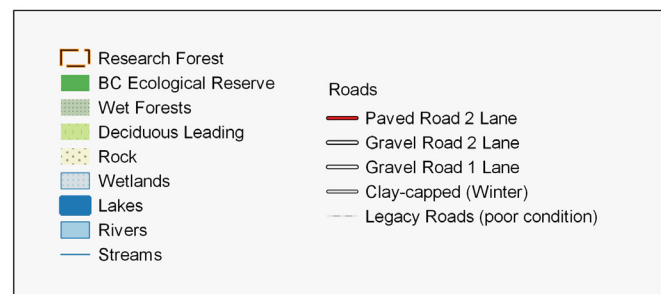 Research Forest
BC Ecological Reserve
Wet Forests
Deciduous Leading
Rock
Wetlands
Lakes
Rivers
Streams
Roads
Paved Road 2 Lane
Gravel Road 2 Lane
Gravel Road 1 Lane
Clay-capped (Winter)
Legacy Roads (poor condition)